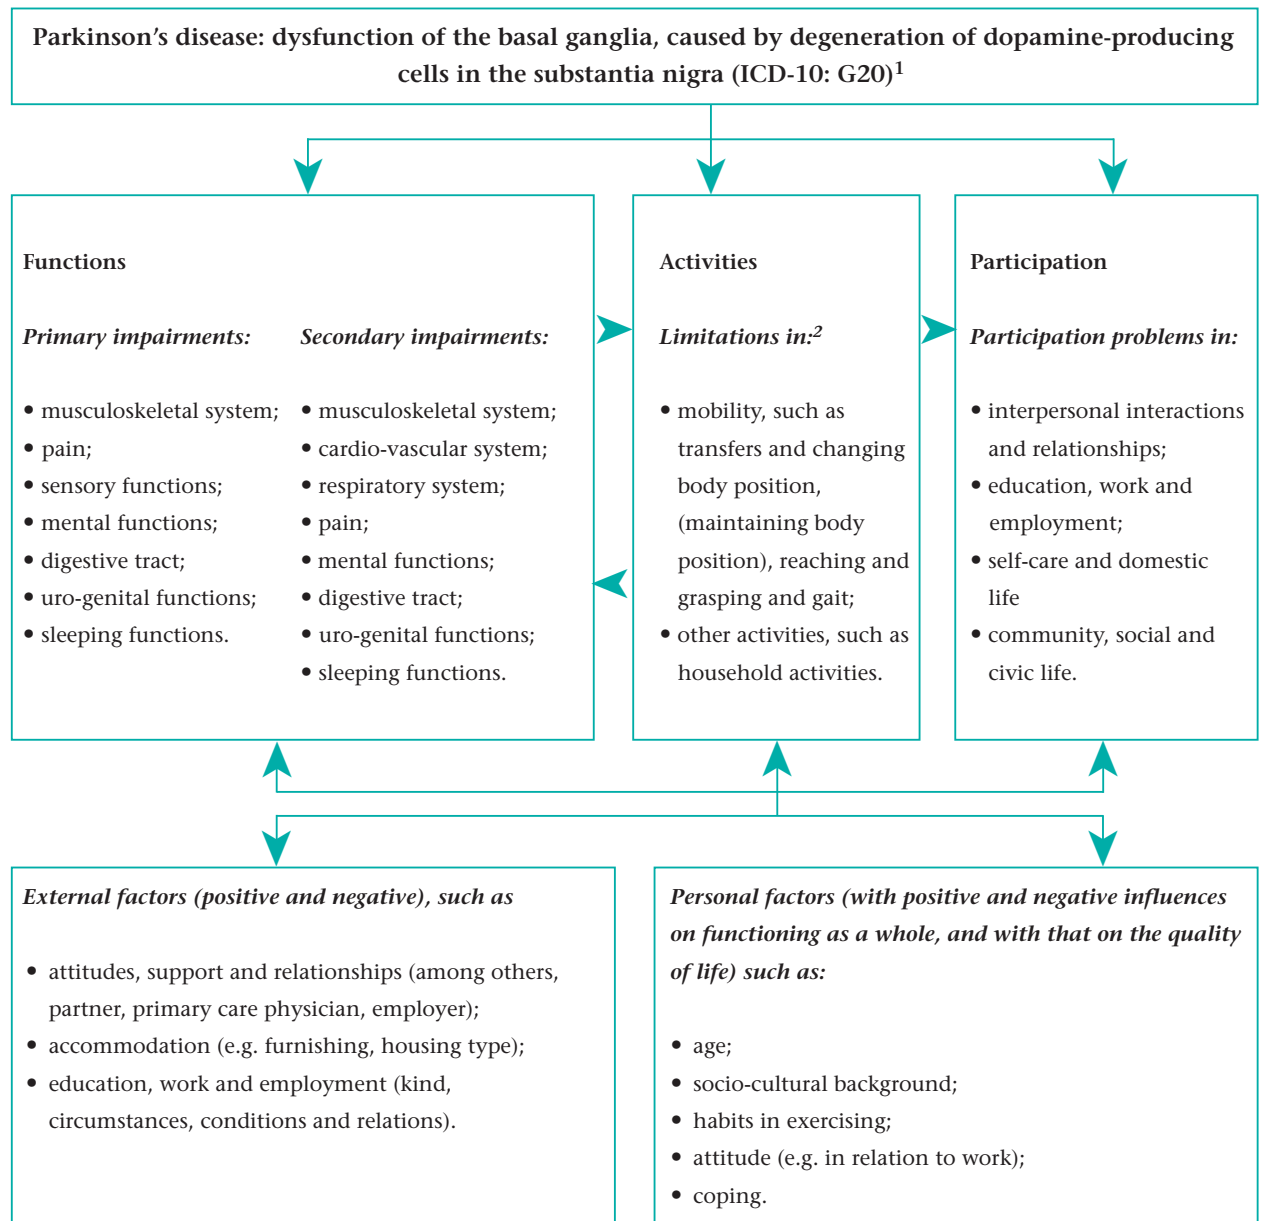 Parkinson’s disease: dysfunction of the basal ganglia, caused by degeneration of dopamine-producing
cells in the substantia nigra (ICD-10: G20)1
Functions
Primary impairments:
• musculoskeletal system;
• pain;
• sensory functions;
• mental functions;
• digestive tract;
• uro-genital functions;
• sleeping functions.
Secondary impairments:
• musculoskeletal system;
• cardio-vascular system;
• respiratory system;
• pain;
• mental functions;
• digestive tract;
• uro-genital functions;
• sleeping functions.
Activities
Limitations in:2
• mobility, such as
transfers and changing
body position,
(maintaining body
position), reaching and
grasping and gait;
• other activities, such as
household activities.
Participation
Participation problems in:
• interpersonal interactions
and relationships;
• education, work and
employment;
• self-care and domestic
life
• community, social and
civic life.
External factors (positive and negative), such as
• attitudes, support and relationships (among others,
partner, primary care physician, employer);
• accommodation (e.g. furnishing, housing type);
• education, work and employment (kind,
circumstances, conditions and relations).
Personal factors (with positive and negative influences
on functioning as a whole, and with that on the quality
of life) such as:
• age;
• socio-cultural background;
• habits in exercising;
• attitude (e.g. in relation to work);
• coping.